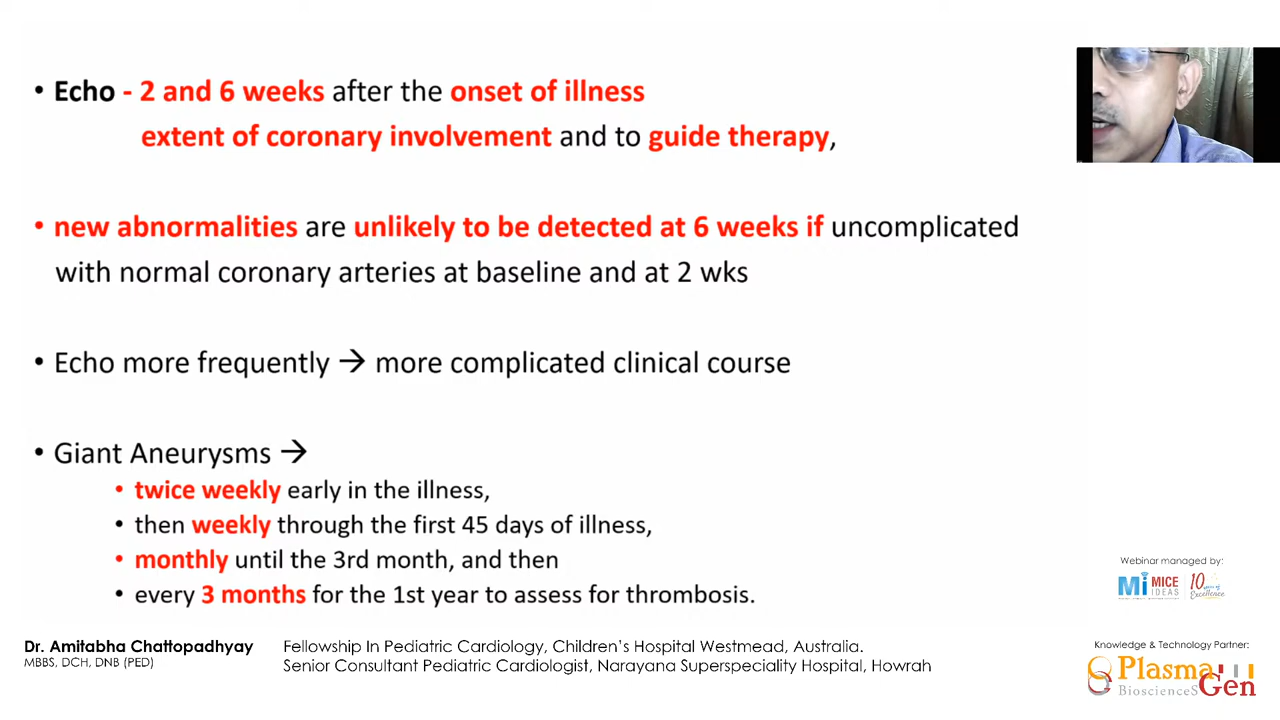 • Echo - 2 and 6 weeks after the onset of illness
extent of coronary involvement and to guide therapy,
• new abnormalities are unlikely to be detected at 6 weeks if uncomplicated
with normal coronary arteries at baseline and at 2 wks
• Echo more frequently → more complicated clinical course
• Giant Aneurysms →
• twice weekly early in the illness,
• then weekly through the first 45 days of illness,
• monthly until the 3rd month, and then
• every 3 months for the 1st year to assess for thrombosis.
Webinar managed by:
Mi MICE IDEAS 10 years of Excellence
Dr. Amitabha Chattopadhyay
MBBS, DCH, DNB (PED)
Fellowship In Pediatric Cardiology, Children's Hospital Westmead, Australia.
Senior Consultant Pediatric Cardiologist, Narayana Superspeciality Hospital, Howrah
Knowledge & Technology Partner:
PlasmaGen
BioscienceS